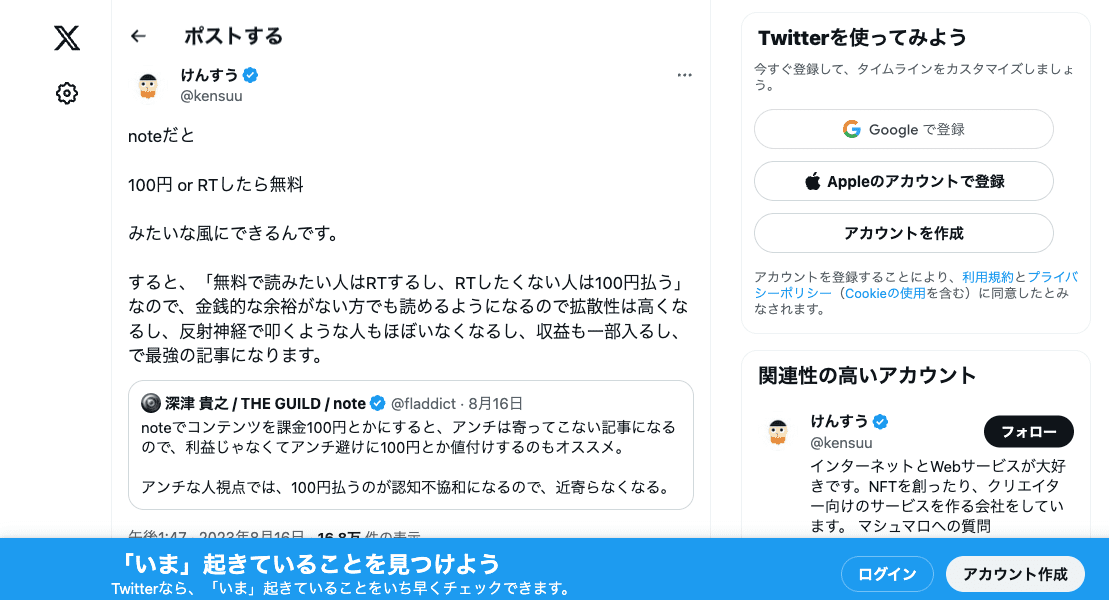 ポストする
けんすう
@kensuu
noteだと
100円 or RTしたら無料
みたいな風にできるんです。
すると、「無料で読みたい人はRTするし、RTしたくない人は100円払う」
なので、金銭的な余裕がない方でも読めるようになるので拡散性は高くな
るし、反射神経で叩くような人もほぼいなくなるし、収益も一部入るし、
で最強の記事になります。
深津 貴之 / THE GUILD / note @fladdict · 8月16日
noteでコンテンツを課金100円とかにすると、アンチは寄ってこない記事になる
ので、利益じゃなくてアンチ避けに100円とか値付けするのもオススメ。
アンチな人視点では、100円払うのが認知不協和になるので、近寄らなくなる。
午後1:47 · 2023年8月16日 · 16.8万 件の表示
Twitterを使ってみよう
今すぐ登録して、タイムラインをカスタマイズしましょ
う。
Google で登録
Appleのアカウントで登録
アカウントを作成
アカウントを登録することにより、利用規約とプライバ
シーポリシー（Cookieの使用を含む）に同意したとみ
なされます。
関連性の高いアカウント
けんすう
@kensuu
フォロー
インターネットとWebサービスが大好
きです。NFTを創ったり、クリエイタ
ー向けのサービスを作る会社をしてい
ます。 マシュマロへの質問
「いま」起きていることを見つけよう
Twitterなら、「いま」起きていることをいち早くチェックできます。
ログイン
アカウント作成